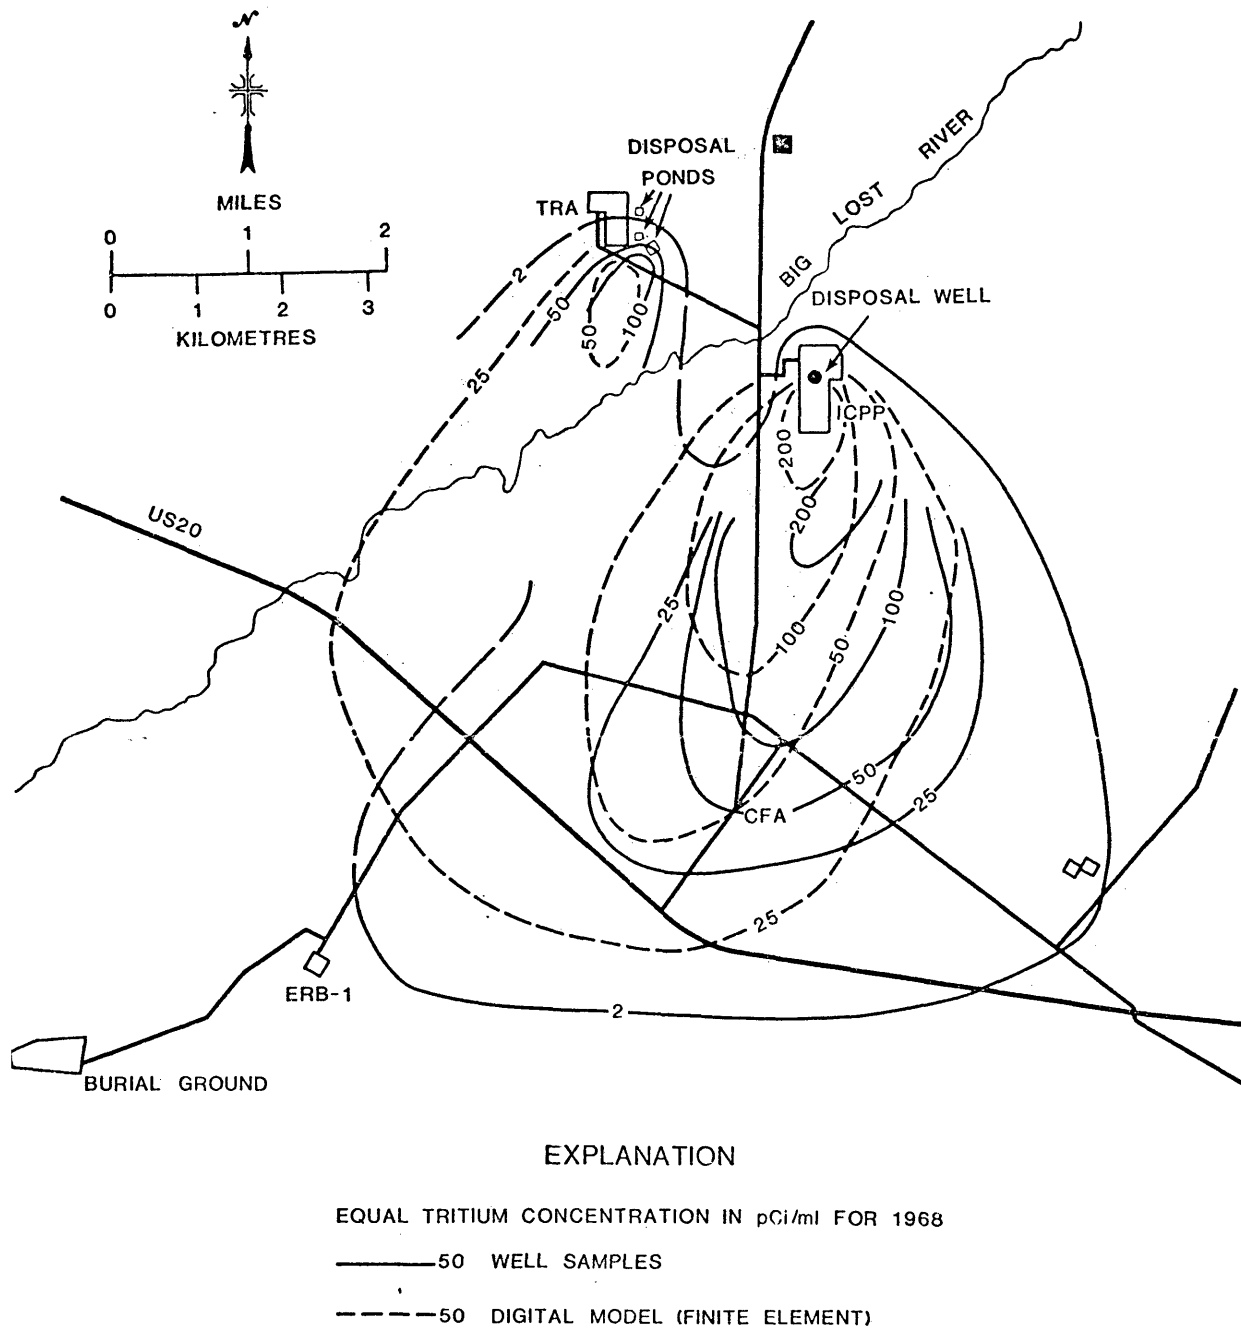 N
MILES
0 1 2
0 1 2 3
KILOMETRES
DISPOSAL
PONDS
TRA
BIG LOST RIVER
DISPOSAL WELL
ICPP
2
50
50
100
25
200
200
US20
25
100
50
100
50
25
CFA
25
2
ERB-1
BURIAL GROUND
EXPLANATION
EQUAL TRITIUM CONCENTRATION IN pCi/ml FOR 1968
50 WELL SAMPLES
50 DIGITAL MODEL (FINITE ELEMENT)